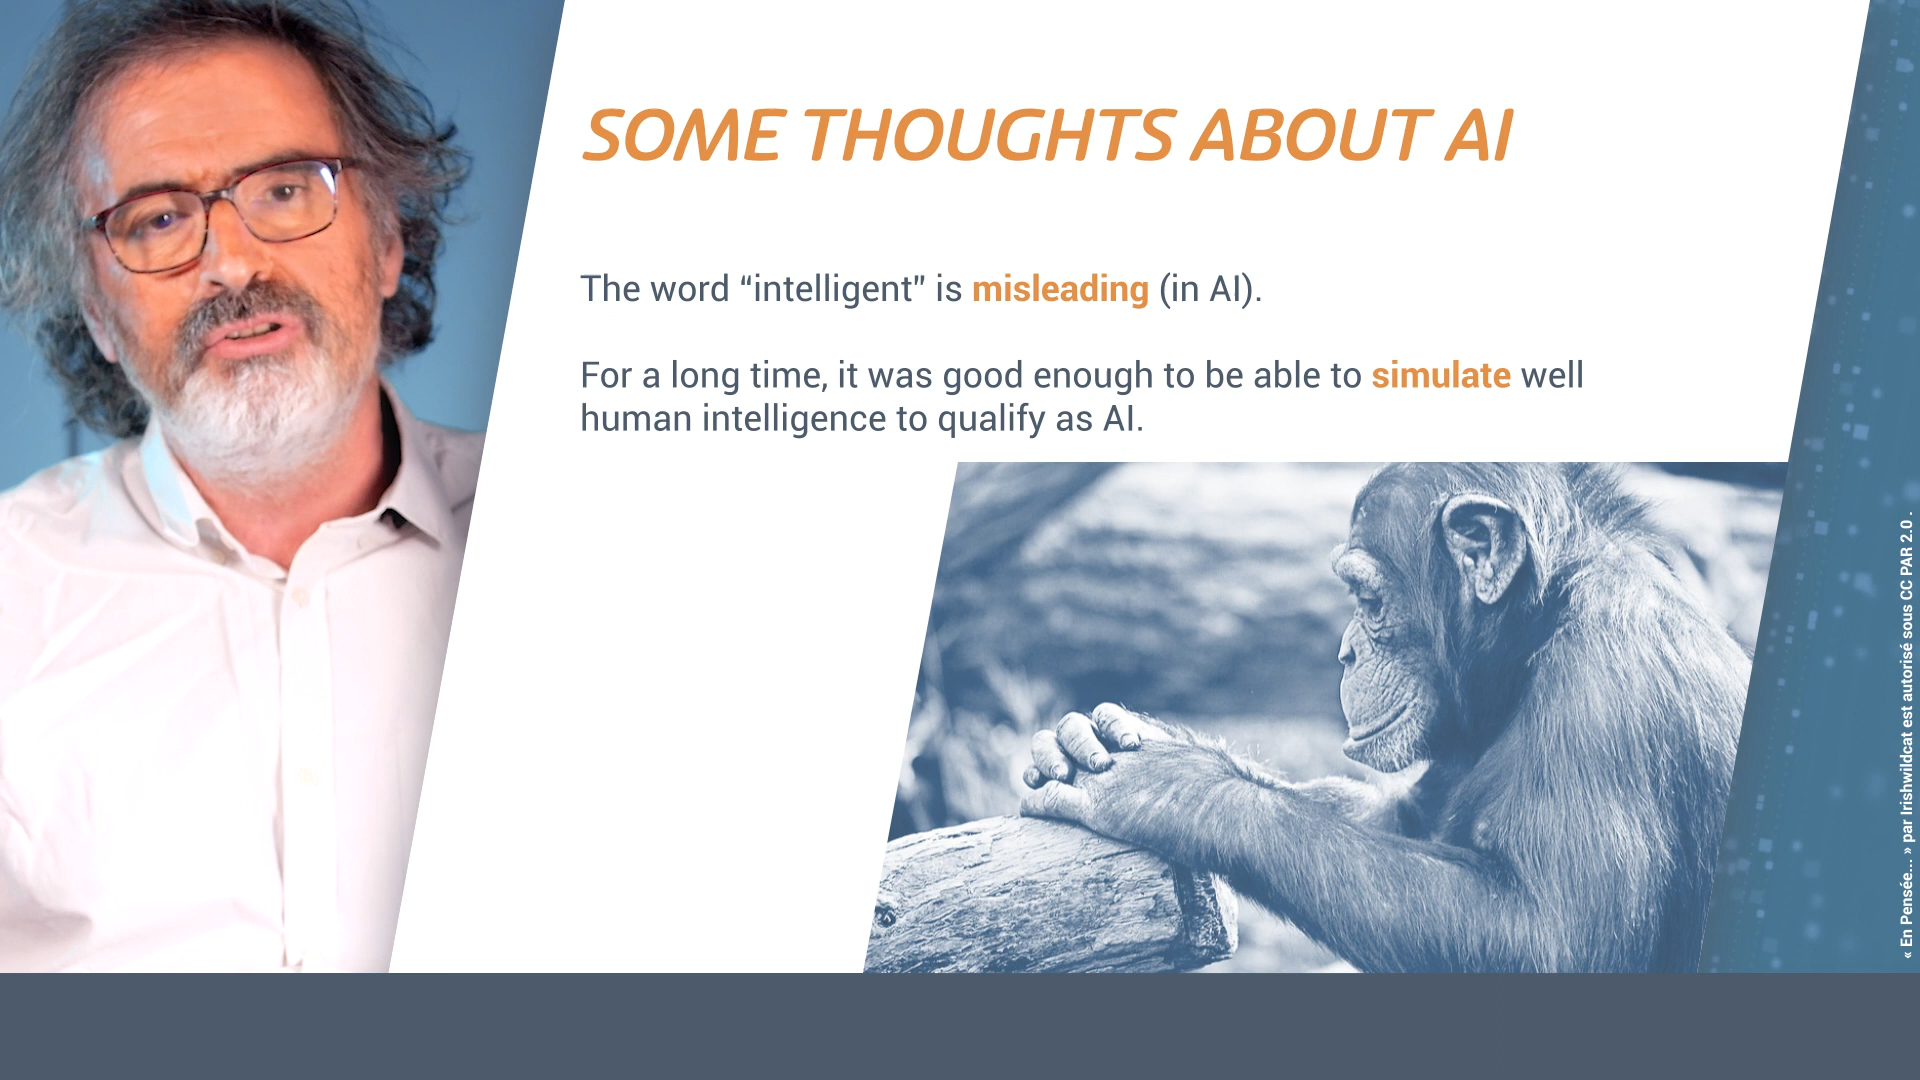 SOME THOUGHTS ABOUT AI
The word “intelligent” is misleading (in AI).
For a long time, it was good enough to be able to simulate well
human intelligence to qualify as AI.
« En Pensée... » par Irishwildcat est autorisé sous CC PAR 2.0 .